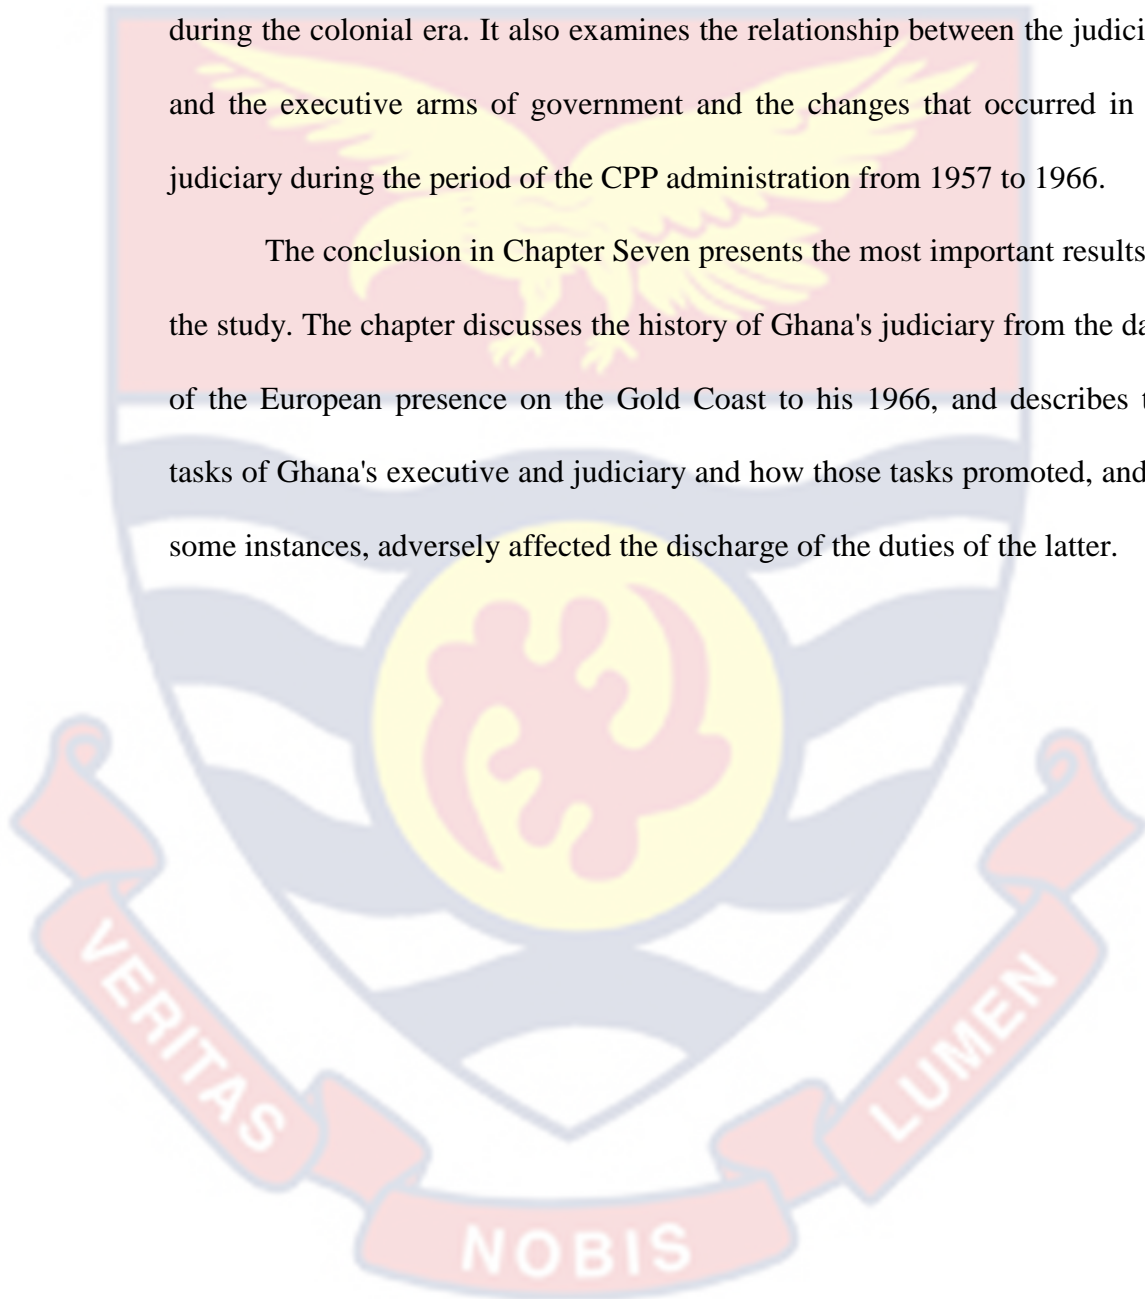 during the colonial era. It also examines the relationship between the judici
and the executive arms of government and the changes that occurred in
judiciary during the period of the CPP administration from 1957 to 1966.
The conclusion in Chapter Seven presents the most important results
the study. The chapter discusses the history of Ghana's judiciary from the da
of the European presence on the Gold Coast to his 1966, and describes t
tasks of Ghana's executive and judiciary and how those tasks promoted, and
some instances, adversely affected the discharge of the duties of the latter.
VERITAS
NOBIS
LUMEN